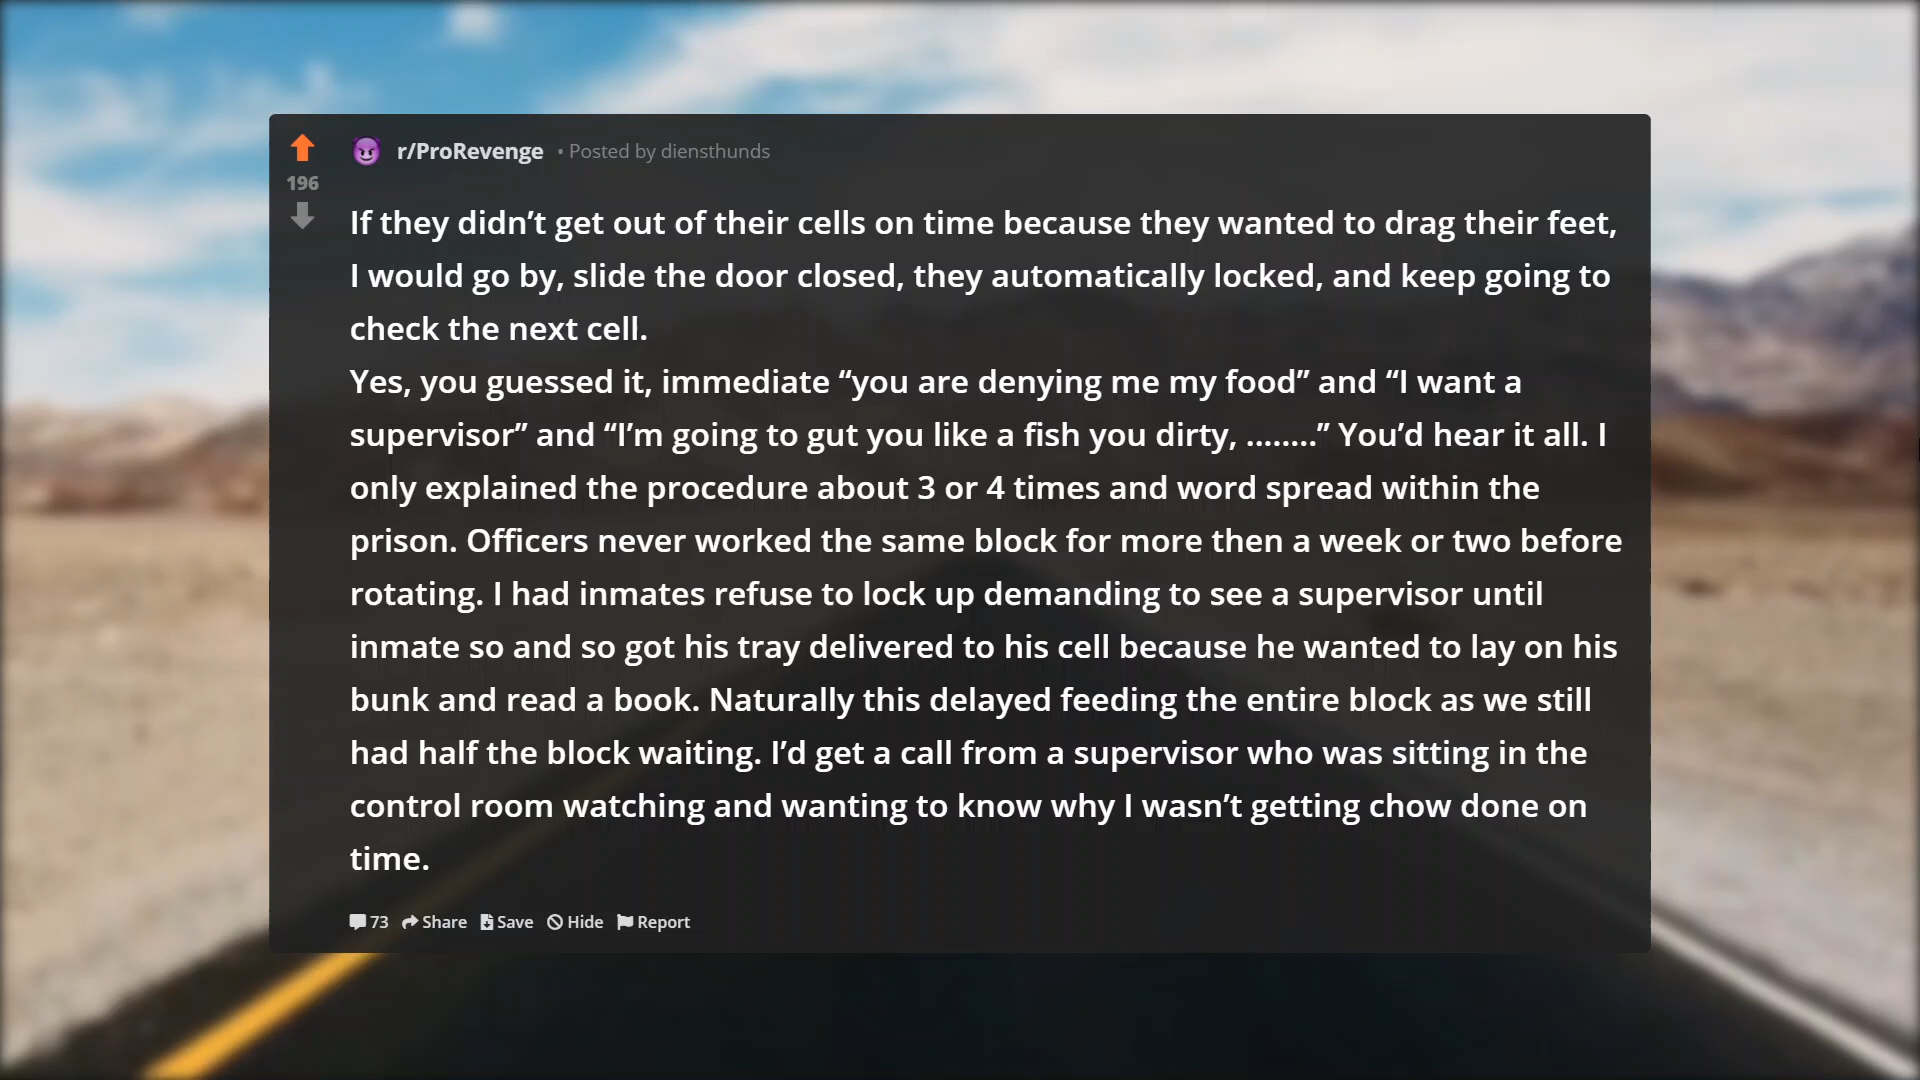 r/ProRevenge • Posted by diensthunds
196
If they didn’t get out of their cells on time because they wanted to drag their feet,
I would go by, slide the door closed, they automatically locked, and keep going to
check the next cell.
Yes, you guessed it, immediate “you are denying me my food” and “I want a
supervisor” and “I’m going to gut you like a fish you dirty, ........” You’d hear it all. I
only explained the procedure about 3 or 4 times and word spread within the
prison. Officers never worked the same block for more then a week or two before
rotating. I had inmates refuse to lock up demanding to see a supervisor until
inmate so and so got his tray delivered to his cell because he wanted to lay on his
bunk and read a book. Naturally this delayed feeding the entire block as we still
had half the block waiting. I’d get a call from a supervisor who was sitting in the
control room watching and wanting to know why I wasn’t getting chow done on
time.
73 Share Save Hide Report